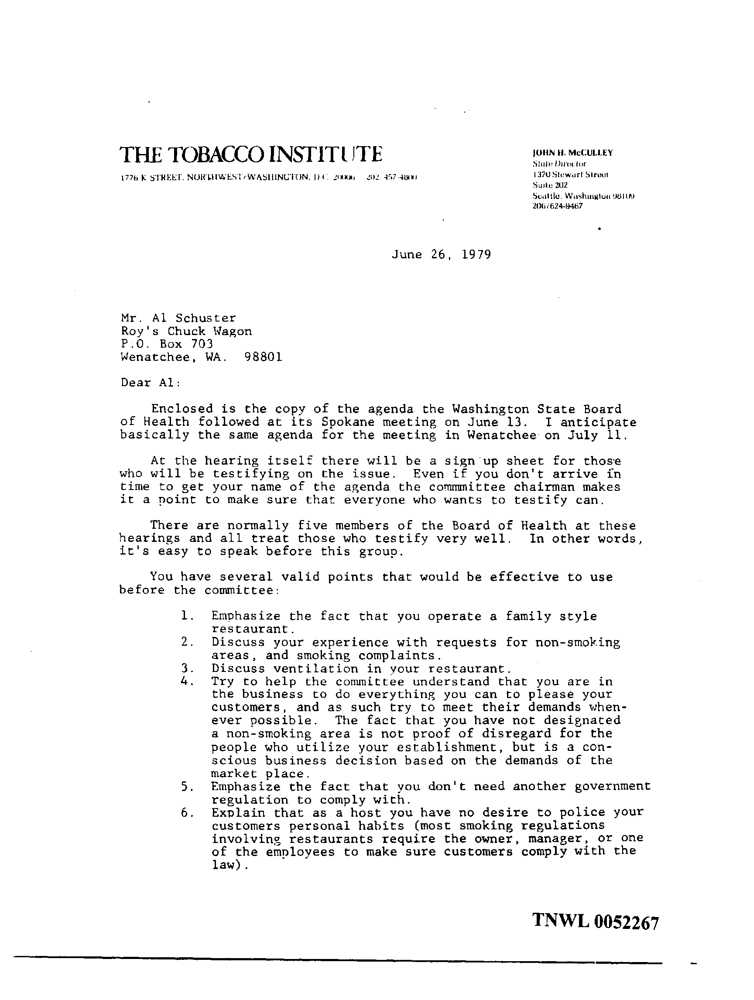 THE TOBACCO INSTITUTE
1776 K STREET, NORTHWEST/WASHINGTON, D.C. 20006 202/457-4800
JOHN H. McCULLEY
State Director
1370 Stewart Street
Suite 202
Seattle, Washington 98109
206/624-9467
June 26, 1979
Mr. Al Schuster
Roy's Chuck Wagon
P.O. Box 703
Wenatchee, WA. 98801
Dear Al:
Enclosed is the copy of the agenda the Washington State Board
of Health followed at its Spokane meeting on June 13. I anticipate
basically the same agenda for the meeting in Wenatchee on July 11.
At the hearing itself there will be a sign up sheet for those
who will be testifying on the issue. Even if you don't arrive in
time to get your name of the agenda the commmittee chairman makes
it a point to make sure that everyone who wants to testify can.
There are normally five members of the Board of Health at these
hearings and all treat those who testify very well. In other words,
it's easy to speak before this group.
You have several valid points that would be effective to use
before the committee:
1. Emphasize the fact that you operate a family style
restaurant.
2. Discuss your experience with requests for non-smoking
areas, and smoking complaints.
3. Discuss ventilation in your restaurant.
4. Try to help the committee understand that you are in
the business to do everything you can to please your
customers, and as such try to meet their demands when-
ever possible. The fact that you have not designated
a non-smoking area is not proof of disregard for the
people who utilize your establishment, but is a con-
scious business decision based on the demands of the
market place.
5. Emphasize the fact that you don't need another government
regulation to comply with.
6. Explain that as a host you have no desire to police your
customers personal habits (most smoking regulations
involving restaurants require the owner, manager, or one
of the employees to make sure customers comply with the
law).
TNWL 0052267